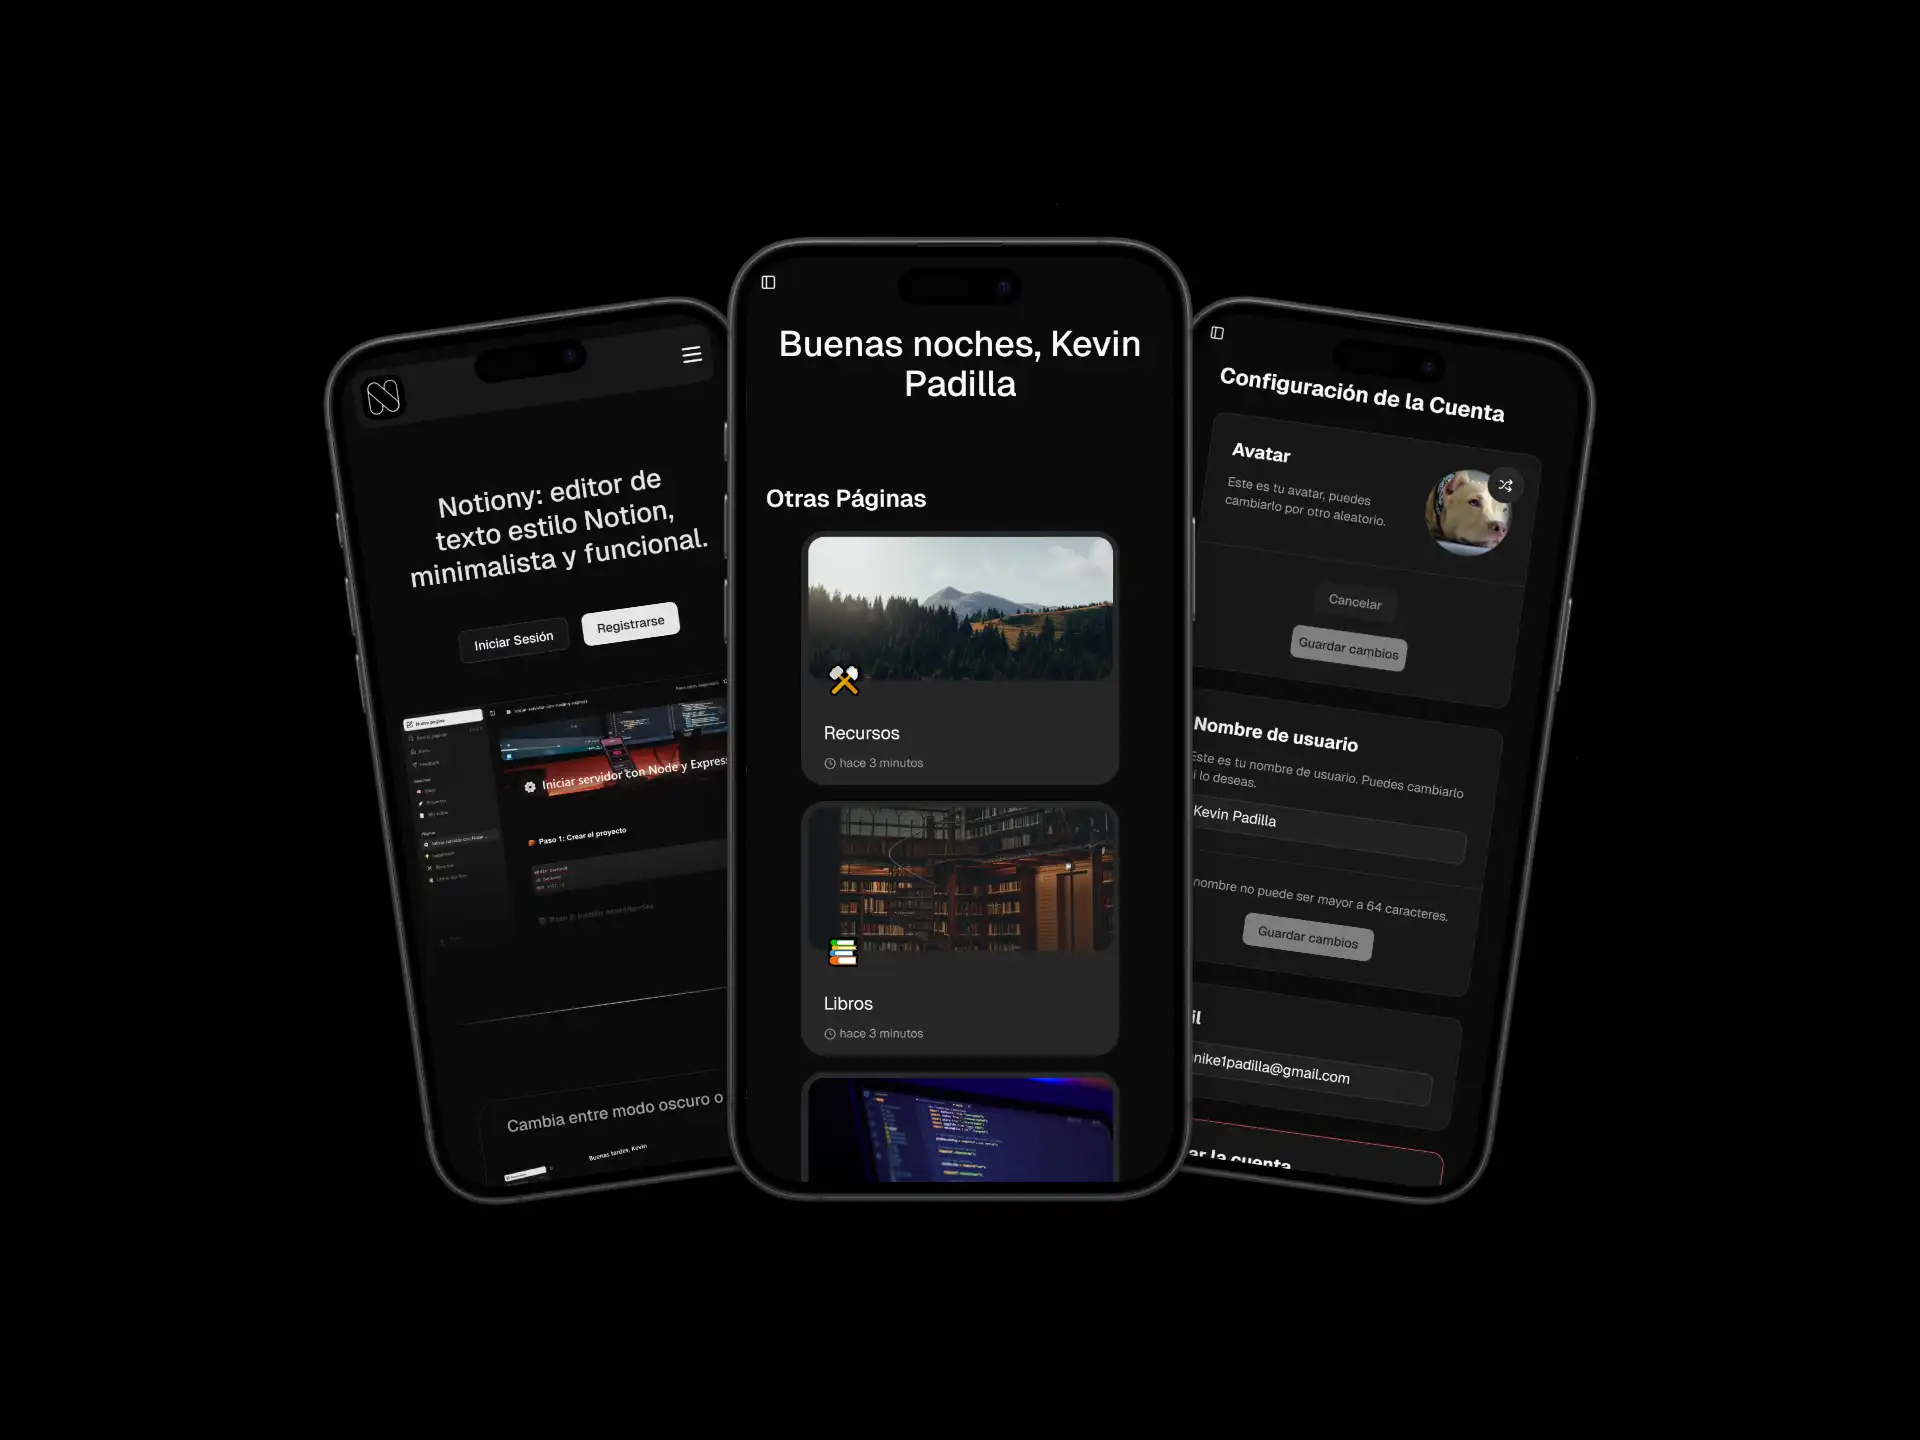 Notiony: editor de
texto estilo Notion,
minimalista y funcional.
Iniciar Sesión
Registrarse
Nueva página
Iniciar servidor con Node y Express
Paso 1: Crear el proyecto
Cambia entre modo oscuro o
Buenas tardes, Kevin
Buenas noches, Kevin
Padilla
Otras Páginas
Recursos
hace 3 minutos
Libros
hace 3 minutos
Configuración de la Cuenta
Avatar
Este es tu avatar, puedes
cambiarlo por otro aleatorio.
Cancelar
Guardar cambios
Nombre de usuario
Este es tu nombre de usuario. Puedes cambiarlo
i lo deseas.
Kevin Padilla
nombre no puede ser mayor a 64 caracteres.
Guardar cambios
il
nike1padilla@gmail.com
ar la cuenta